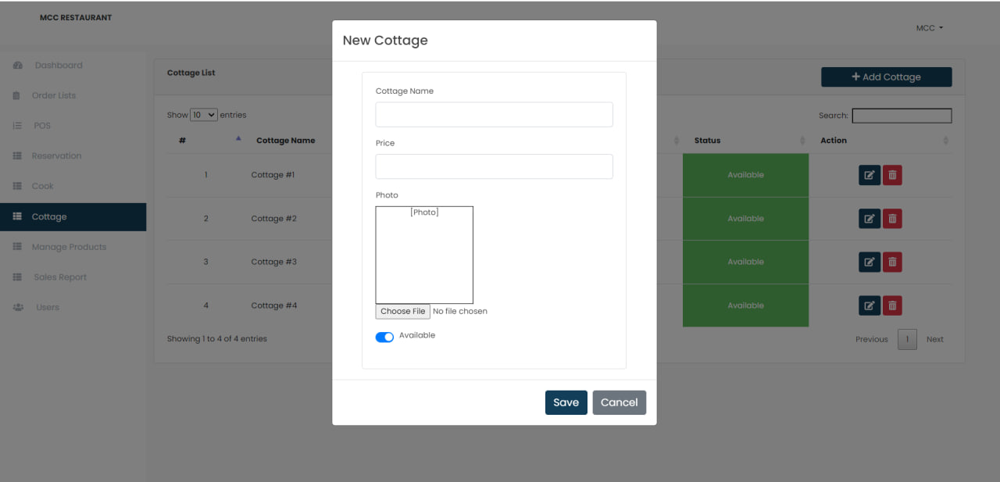 MCC RESTAURANT
MCC
Dashboard
Order Lists
POS
Reservation
Cook
Cottage
Manage Products
Sales Report
Users
Cottage List
+ Add Cottage
Show 10 entries
Search:
# Cottage Name Status Action
1 Cottage #1 Available
2 Cottage #2 Available
3 Cottage #3 Available
4 Cottage #4 Available
Showing 1 to 4 of 4 entries
Previous 1 Next
New Cottage
Cottage Name
Price
Photo
[Photo]
Choose File No file chosen
Available
Save Cancel